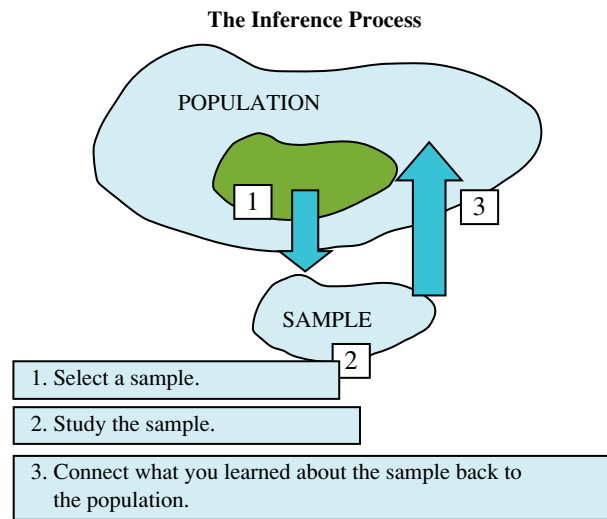 The Inference Process
POPULATION
1
3
SAMPLE
2
1. Select a sample.
2. Study the sample.
3. Connect what you learned about the sample back to
the population.